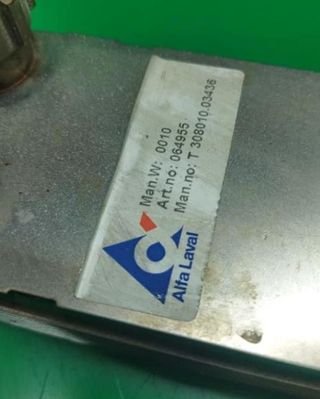 Man.W: 0010
Art.no: 064955
Man.no: T 308010.03436
Alfa Laval